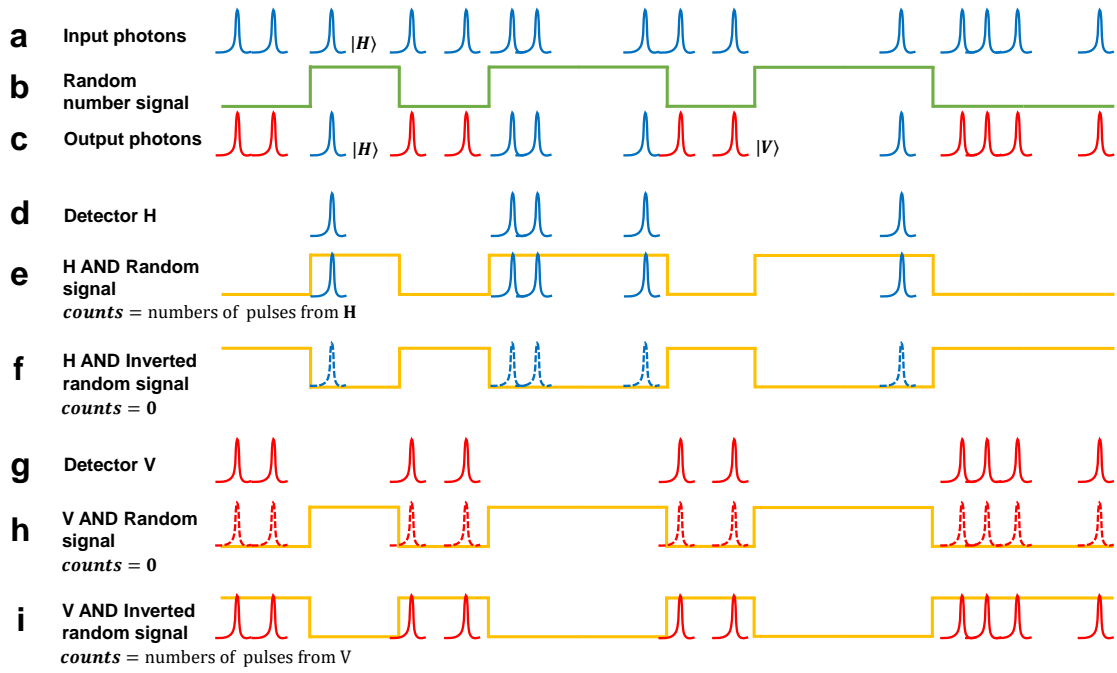 a Input photons |H⟩
b Random
number signal
c Output photons |H⟩ |V⟩
d Detector H
e H AND Random
signal
counts = numbers of pulses from H
f H AND Inverted
random signal
counts = 0
g Detector V
h V AND Random
signal
counts = 0
i V AND Inverted
random signal
counts = numbers of pulses from V